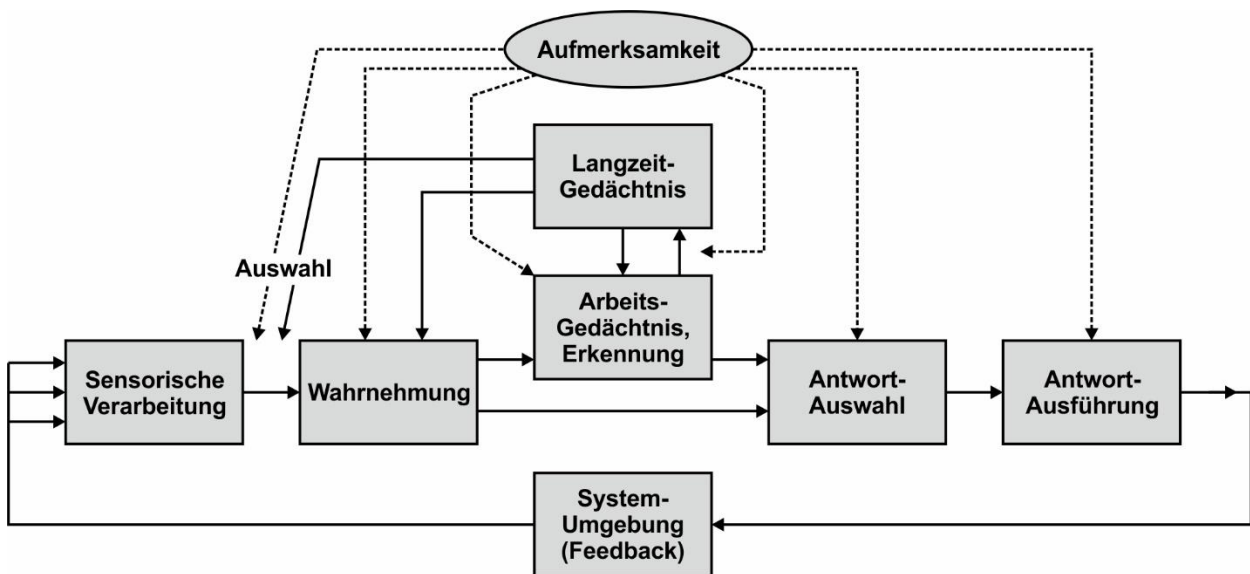 Aufmerksamkeit
Langzeit-
Gedächtnis
Auswahl
Arbeits-
Gedächtnis,
Erkennung
Sensorische
Verarbeitung
Wahrnehmung
Antwort-
Auswahl
Antwort-
Ausführung
System-
Umgebung
(Feedback)